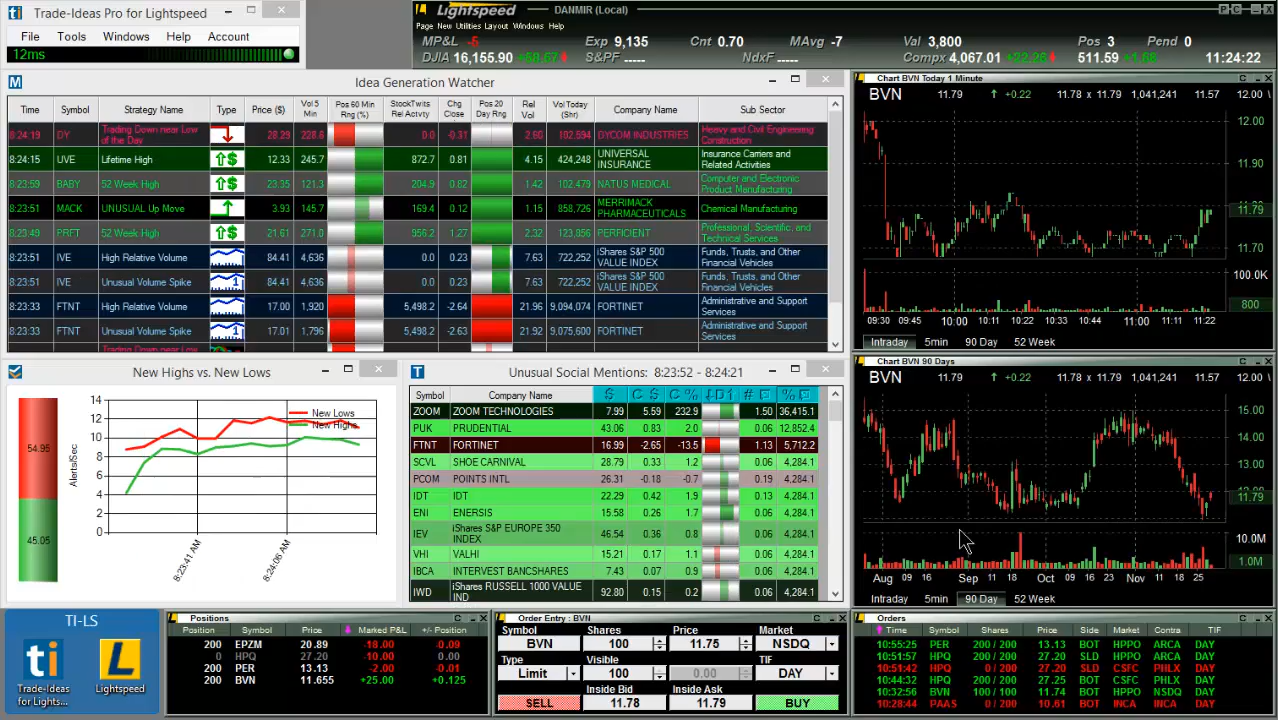 Trade-Ideas Pro for Lightspeed
File Tools Windows Help Account
12ms
Lightspeed DANMIR (Local)
Page New Utilities Layout Windows Help
MP&L -5 Exp 9,135 Cnt 0.70 MAvg -7 Val 3,800 Pos 3 Pend 0
DJIA 16,155.90 S&PF ----- NdxF ----- Compx 4,067.01 511.59 11:24:22
Idea Generation Watcher
Time Symbol Strategy Name Type Price ($) Vol 5 Min Pos 60 Min Rng (%) StockTwits Rel Actvty Chg Close Pos 20 Day Rng Rel Vol Vol Today (Shr) Company Name Sub Sector
8:24:19 DY Trading Down near Low of the Day 28.29 228.6 0.0 -0.31 2.80 102,594 DYCOM INDUSTRIES Heavy and Civil Engineering Construction
8:24:15 UVE Lifetime High 12.33 245.7 872.7 0.81 4.15 424,248 UNIVERSAL INSURANCE Insurance Carriers and Related Activities
8:23:59 BABY 52 Week High 23.35 121.3 204.9 0.82 1.42 102,479 NATUS MEDICAL Computer and Electronic Product Manufacturing
8:23:51 MACK UNUSUAL Up Move 3.93 145.7 169.4 0.12 1.15 858,726 MERRIMACK PHARMACEUTICALS Chemical Manufacturing
8:23:49 PRFT 52 Week High 21.61 271.0 956.2 1.27 2.32 123,856 PERFICIENT Professional, Scientific, and Technical Services
8:23:51 IVE High Relative Volume 84.41 4,636 0.0 0.23 7.63 722,252 iShares S&P 500 VALUE INDEX Funds, Trusts, and Other Financial Vehicles
8:23:51 IVE Unusual Volume Spike 84.41 4,636 0.0 0.23 7.63 722,252 iShares S&P 500 VALUE INDEX Funds, Trusts, and Other Financial Vehicles
8:23:33 FTNT High Relative Volume 17.00 1,920 5,498.2 -2.64 21.96 9,094,074 FORTINET Administrative and Support Services
8:23:33 FTNT Unusual Volume Spike 17.01 1,796 5,498.2 -2.63 21.92 9,075,600 FORTINET Administrative and Support Services
Trading Down near Low
Chart BVN Today 1 Minute
BVN 11.79 +0.22 11.78 x 11.79 1,041,241 11.57 12.00
12.00
11.90
11.79
11.70
100.0K
800
09:30 09:45 10:00 10:11 10:22 10:33 10:44 11:00 11:11 11:22
Intraday 5min 90 Day 52 Week
Chart BVN 90 Days
BVN 11.79 +0.22 11.78 x 11.79 1,041,241 11.57 12.00
15.00
14.00
13.00
11.79
10.0M
1.0M
Aug 09 16 Sep 11 18 Oct 09 16 23 Nov 11 18 25
Intraday 5min 90 Day 52 Week
New Highs vs. New Lows
54.95
45.05
Alerts/Sec
14
12
10
8
6
4
2
0
New Lows
New Highs
8:23:41 AM 8:24:06 AM
Unusual Social Mentions: 8:23:52 - 8:24:21
Symbol Company Name $ C $ C %
ZOOM ZOOM TECHNOLOGIES 7.99 5.59 232.9 1.50 36,415.1
PUK PRUDENTIAL 43.06 0.83 2.0 0.06 12,852.4
FTNT FORTINET 16.99 -2.65 -13.5 1.13 5,712.2
SCVL SHOE CARNIVAL 28.79 0.33 1.2 0.06 4,284.1
PCOM POINTS INTL 26.31 -0.18 -0.7 0.19 4,284.1
IDT IDT 22.29 0.42 1.9 0.13 4,284.1
ENI ENERSIS 15.58 0.26 1.7 0.06 4,284.1
IEV iShares S&P EUROPE 350 INDEX 46.54 0.36 0.8 0.06 4,284.1
VHI VALHI 15.21 0.17 1.1 0.06 4,284.1
IBCA INTERVEST BANCSHARES 7.43 0.07 0.9 0.06 4,284.1
IWD iShares RUSSELL 1000 VALUE IND 92.80 0.15 0.2 0.06 4,284.1
TI-LS
ti
Trade-Ideas for Lights...
Lightspeed
Positions
Position Symbol Price Marked P&L +/- Position
200 EPZM 20.89 -18.00 -0.09
300 HPQ 27.20 -10.00 0.00
200 PER 13.13 -2.00 -0.01
200 BVN 11.655 +25.00 +0.125
Order Entry : BVN
Symbol Shares Price Market
BVN 100 11.75 NSDQ
Type Visible TIF
Limit 100 0.00 DAY
Inside Bid Inside Ask
SELL 11.78 11.79 BUY
Orders
Time Symbol Shares Price Side Market Contra TIF
10:55:25 PER 200 / 200 13.13 BOT HPPO ARCA DAY
10:51:57 HPQ 200 / 200 27.20 SLD HPPO ARCA DAY
10:51:42 HPQ 0 / 200 27.20 SLD CSFC PHLX DAY
10:44:32 HPQ 200 / 200 27.25 BOT CSFC PHLX DAY
10:32:56 BVN 100 / 100 11.74 BOT HPPO NSDQ DAY
10:28:44 PAAS 0 / 200 10.61 BOT INCA INCA DAY